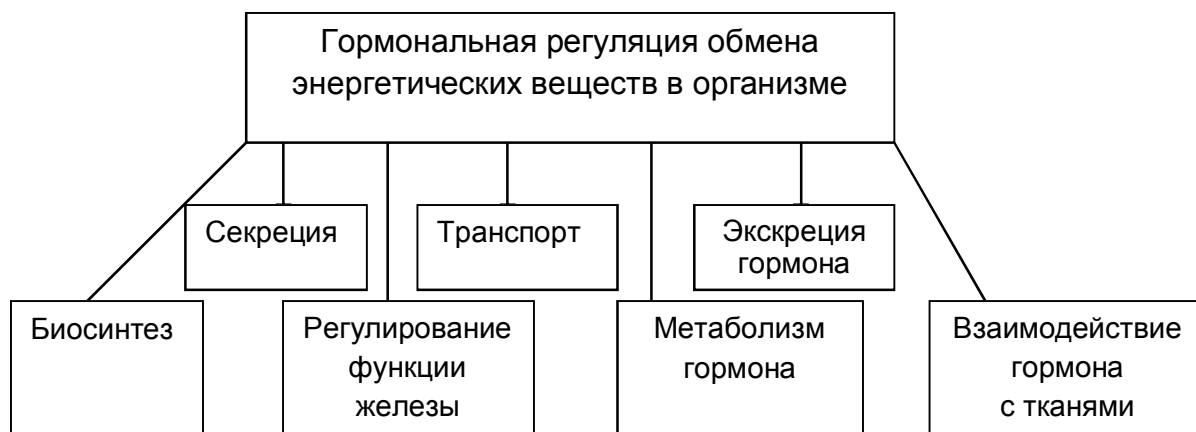 Гормональная регуляция обмена
энергетических веществ в организме
Секреция
Транспорт
Экскреция
гормона
Биосинтез
Регулирование
функции
железы
Метаболизм
гормона
Взаимодействие
гормона
с тканями